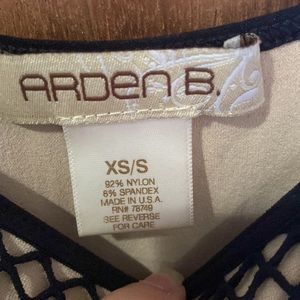 ARDEN B.
XS/S
92% NYLON
8% SPANDEX
MADE IN U.S.A.
RN# 78749
SEE REVERSE
FOR CARE